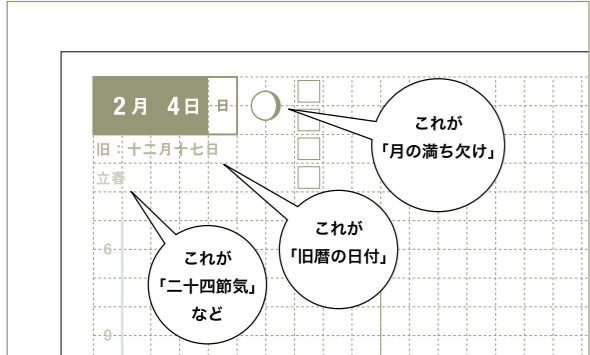 2月 4日 日
旧：十二月十七日
立春
これが
「月の満ち欠け」
これが
「旧暦の日付」
これが
「二十四節気」
など
6
9